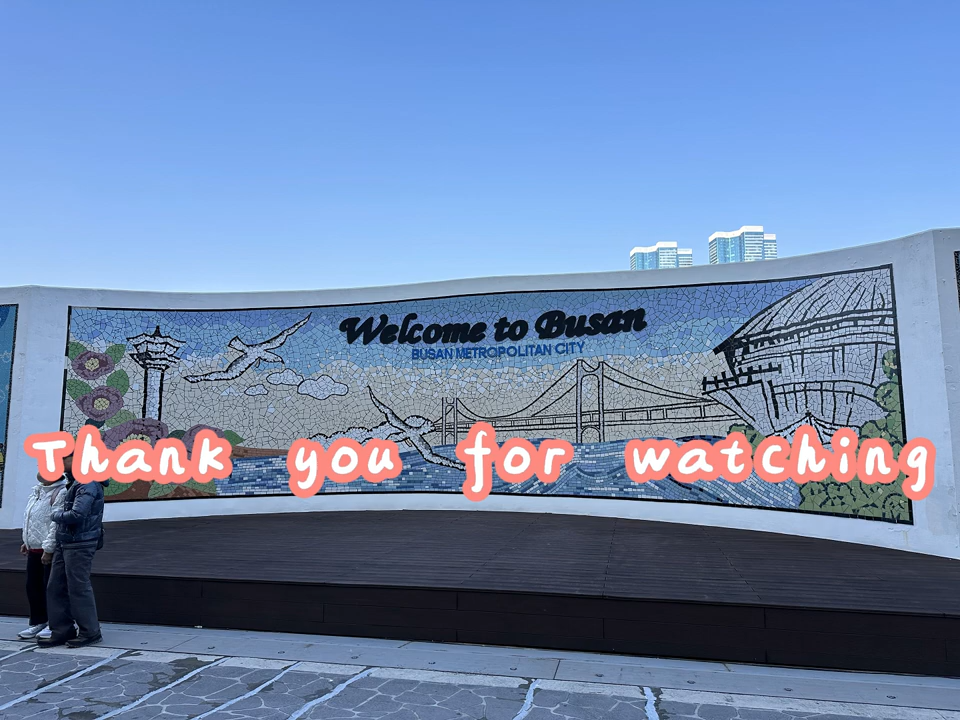 Welcome to Busan
BUSAN METROPOLITAN CITY
Thank you for watching